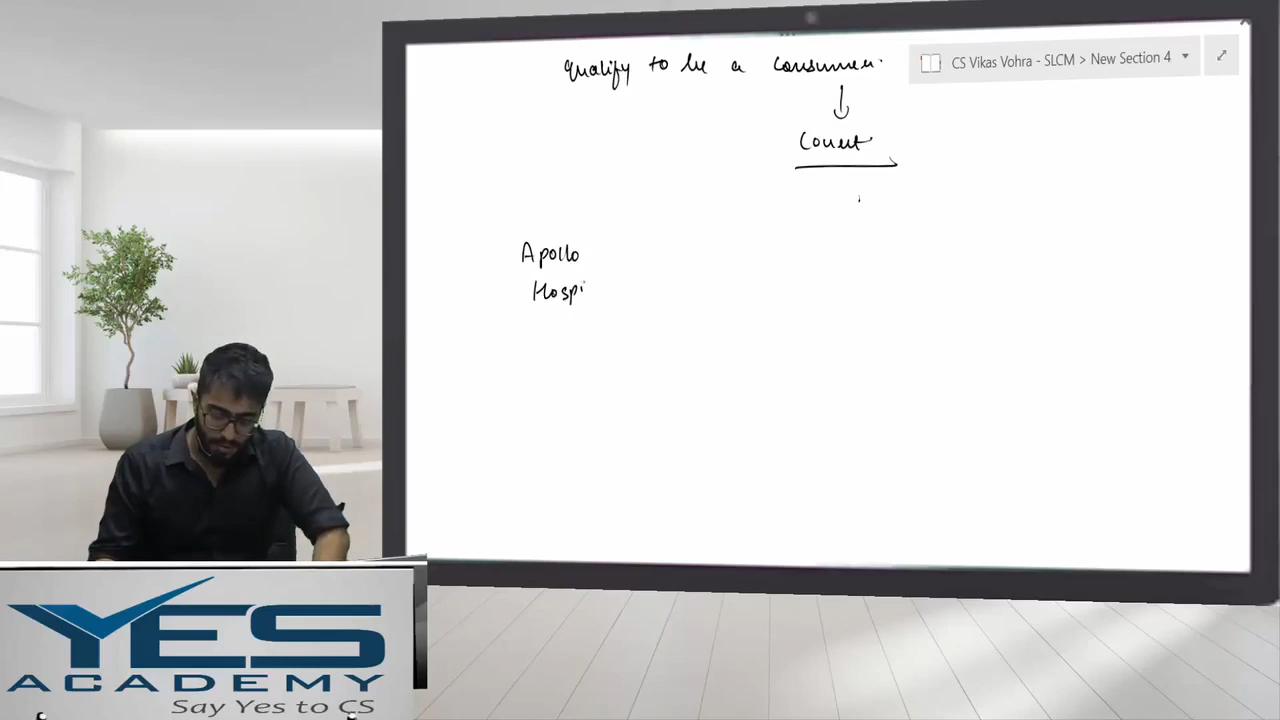 qualify to be a consumer.
CS Vikas Vohra - SLCM > New Section 4
Court
Apollo
Hospi
YES
ACADEMY
Say Yes to CS